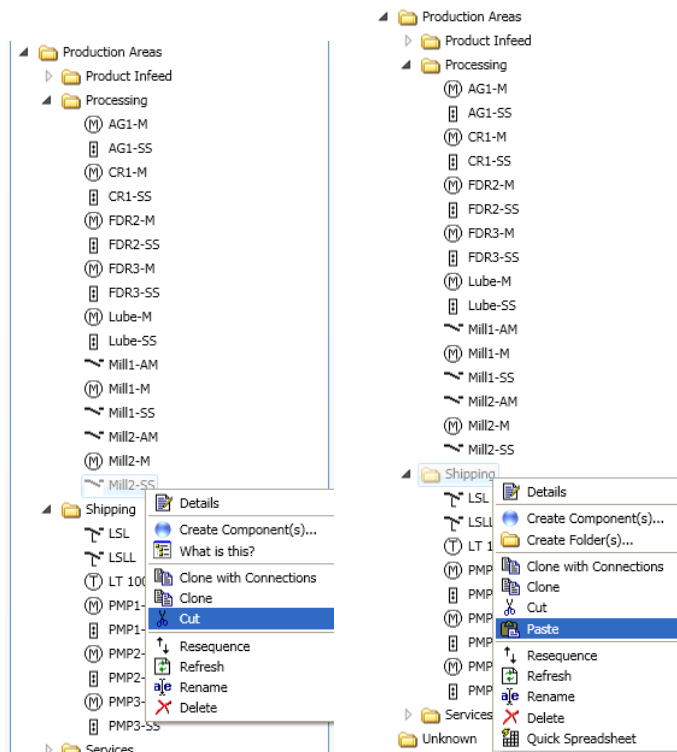 Production Areas
Product Infeed
Processing
AG1-M
AG1-SS
CR1-M
CR1-SS
FDR2-M
FDR2-SS
FDR3-M
FDR3-SS
Lube-M
Lube-SS
Mill1-AM
Mill1-M
Mill1-SS
Mill2-AM
Mill2-M
Mill2-SS
Shipping
LSL
LSLL
LT 100
PMP1-
PMP1-
PMP2-
PMP2-
PMP3-
PMP3-SS
Services
Details
Create Component(s)...
What is this?
Clone with Connections
Clone
Cut
Resequence
Refresh
Rename
Delete
Production Areas
Product Infeed
Processing
AG1-M
AG1-SS
CR1-M
CR1-SS
FDR2-M
FDR2-SS
FDR3-M
FDR3-SS
Lube-M
Lube-SS
Mill1-AM
Mill1-M
Mill1-SS
Mill2-AM
Mill2-M
Mill2-SS
Shipping
LSL
LSLL
LT 1
PMP
PMP
PMP
PMP
PMP
PMP
Services
Unknown
Details
Create Component(s)...
Create Folder(s)...
Clone with Connections
Clone
Cut
Paste
Resequence
Refresh
Rename
Delete
Quick Spreadsheet